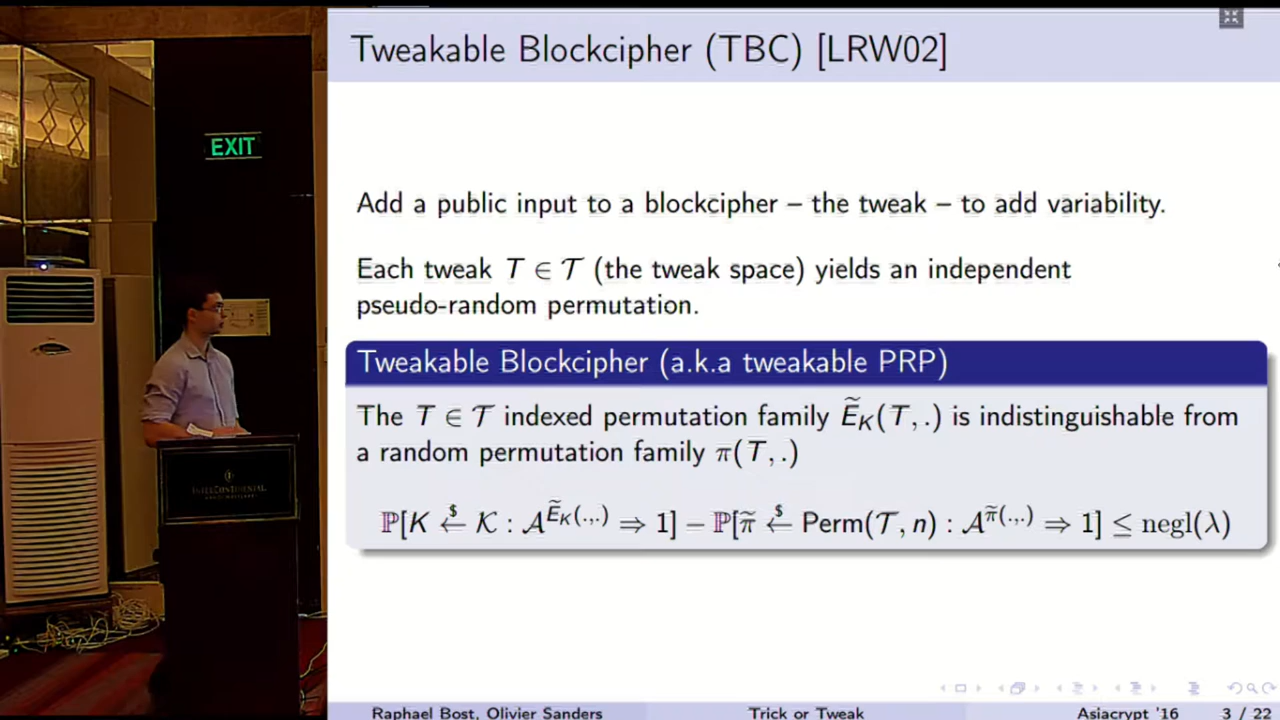 Tweakable Blockcipher (TBC) [LRW02]
EXIT
Add a public input to a blockcipher – the tweak – to add variability.
Each tweak T ∈ 𝒯 (the tweak space) yields an independent
pseudo-random permutation.
Tweakable Blockcipher (a.k.a tweakable PRP)
The T ∈ 𝒯 indexed permutation family Ẽ_K(T, .) is indistinguishable from
a random permutation family π(T, .)
ℙ[K ←$ 𝒦 : 𝒜^{Ẽ_K(.,.)} ⇒ 1] − ℙ[π̃ ←$ Perm(𝒯, n) : 𝒜^{π̃(.,.)} ⇒ 1] ≤ negl(λ)
INTERCONTINENTAL
Raphael Bost, Olivier Sanders
Trick or Tweak
Asiacrypt '16
3 / 22